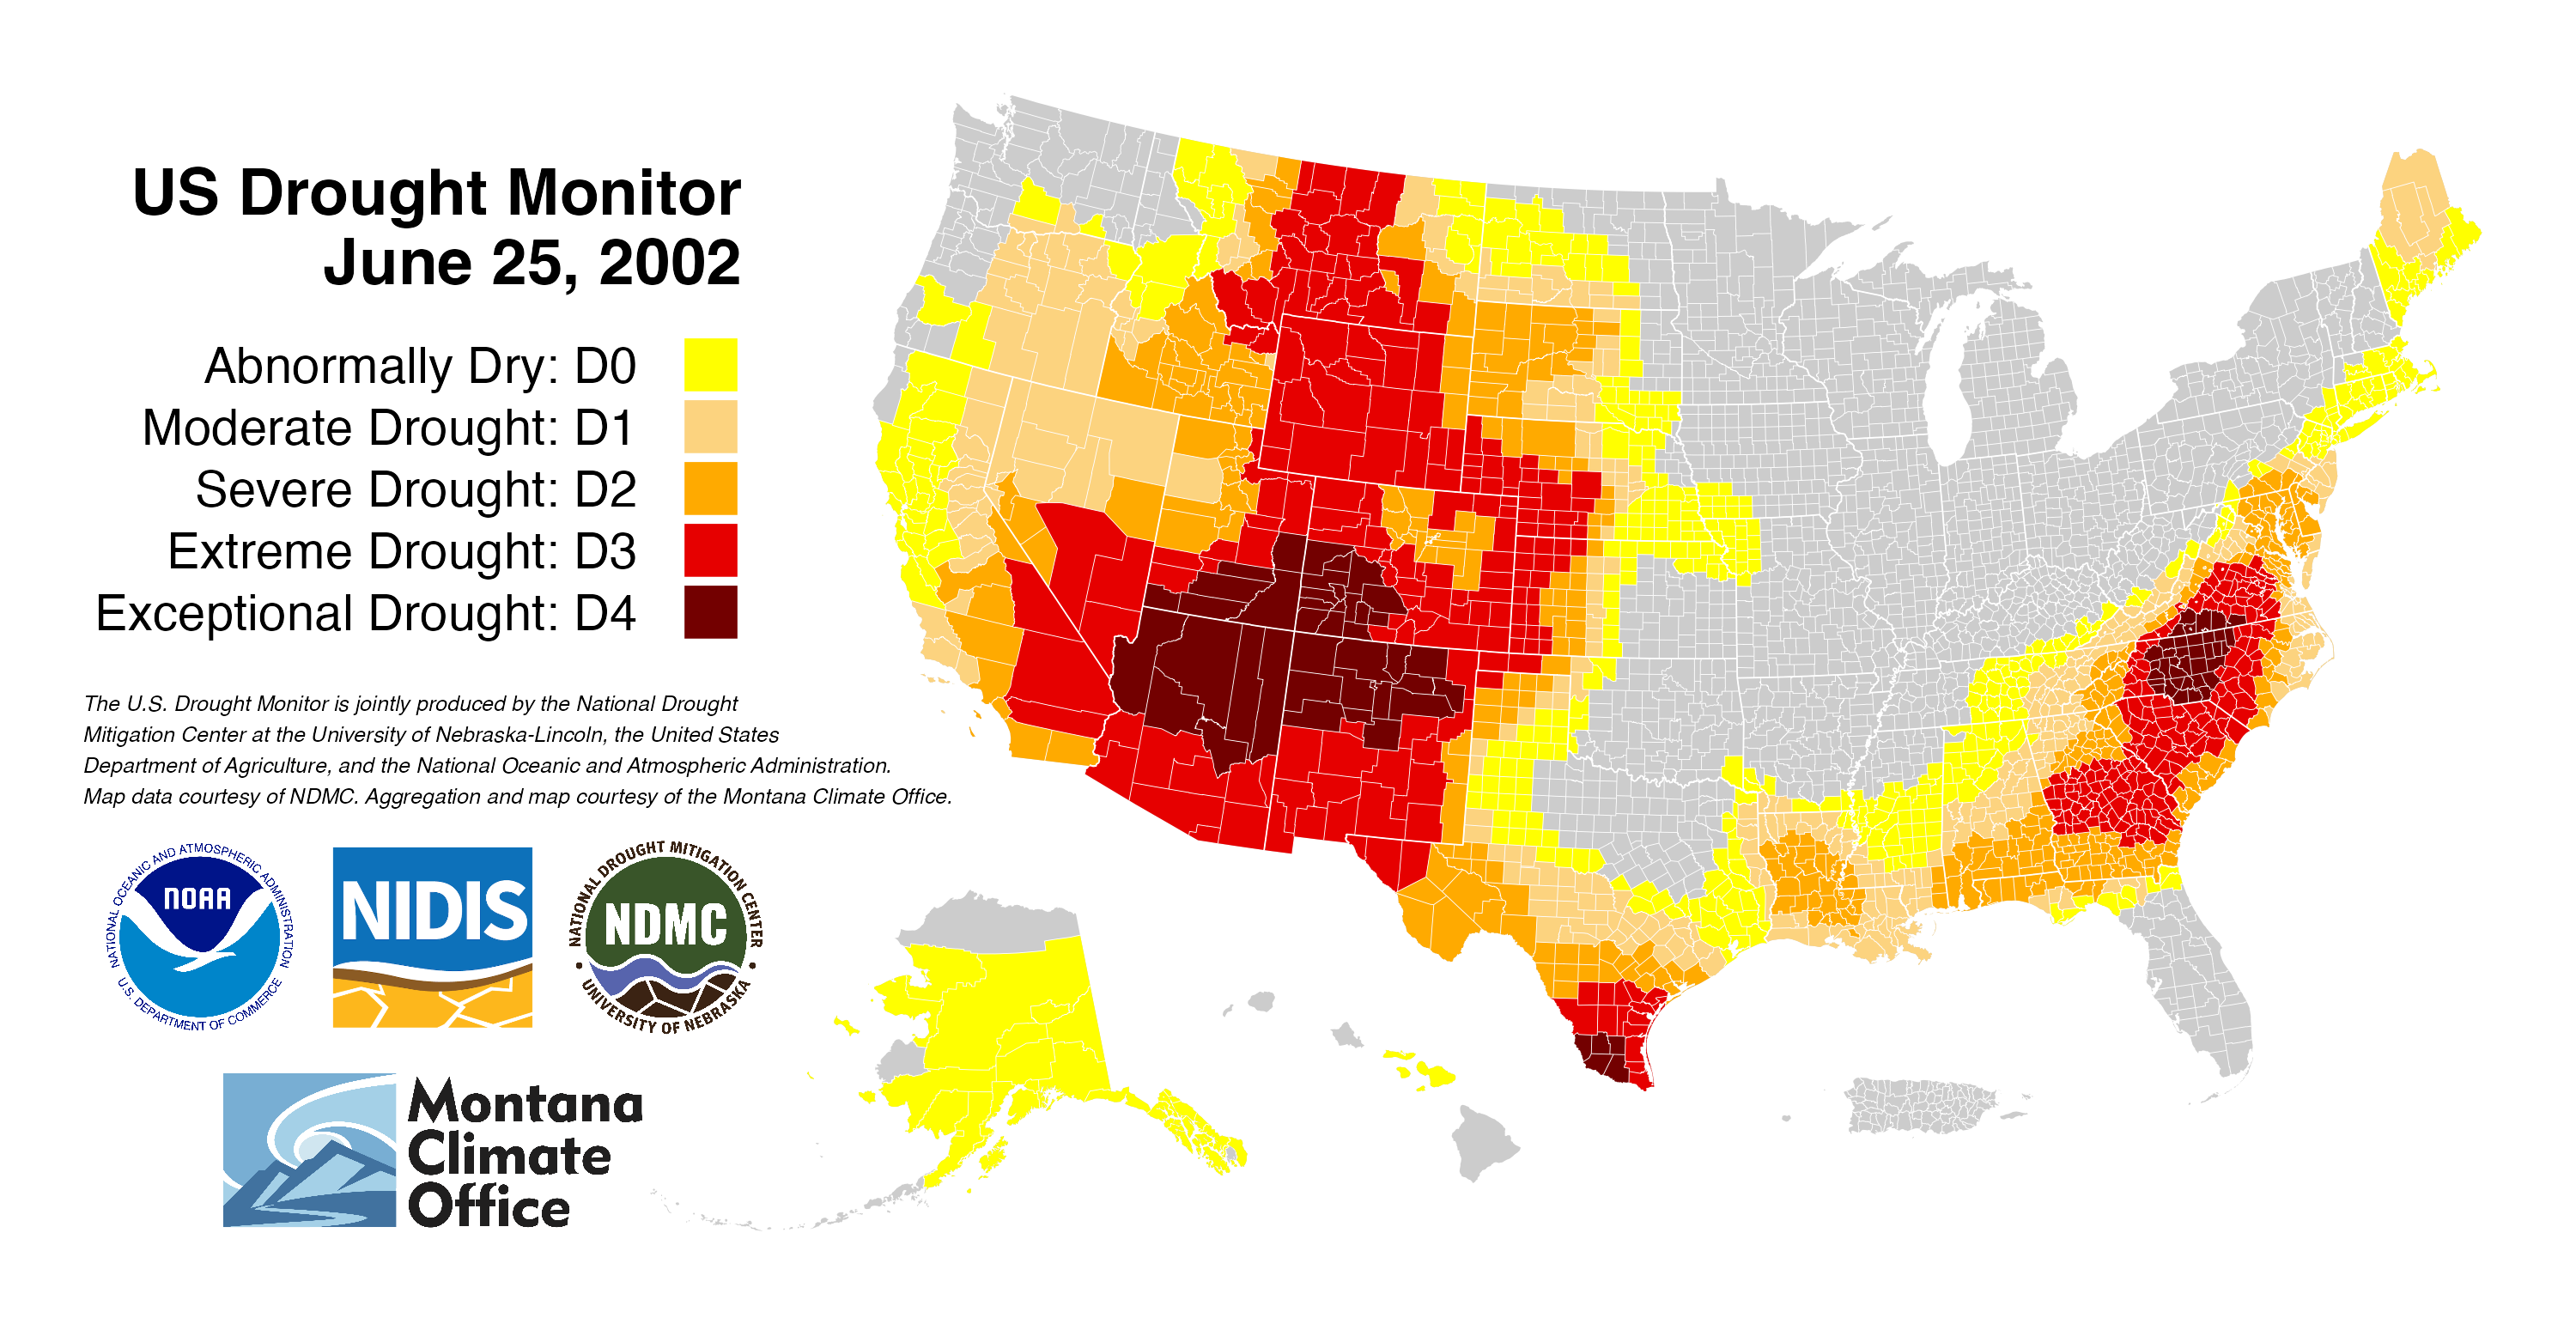 US Drought Monitor
June 25, 2002
Abnormally Dry: D0
Moderate Drought: D1
Severe Drought: D2
Extreme Drought: D3
Exceptional Drought: D4
The U.S. Drought Monitor is jointly produced by the National Drought
Mitigation Center at the University of Nebraska-Lincoln, the United States
Department of Agriculture, and the National Oceanic and Atmospheric Administration.
Map data courtesy of NDMC. Aggregation and map courtesy of the Montana Climate Office.
NATIONAL OCEANIC AND ATMOSPHERIC ADMINISTRATION
NOAA
U.S. DEPARTMENT OF COMMERCE
NIDIS
NATIONAL DROUGHT MITIGATION CENTER
NDMC
UNIVERSITY OF NEBRASKA
Montana
Climate
Office